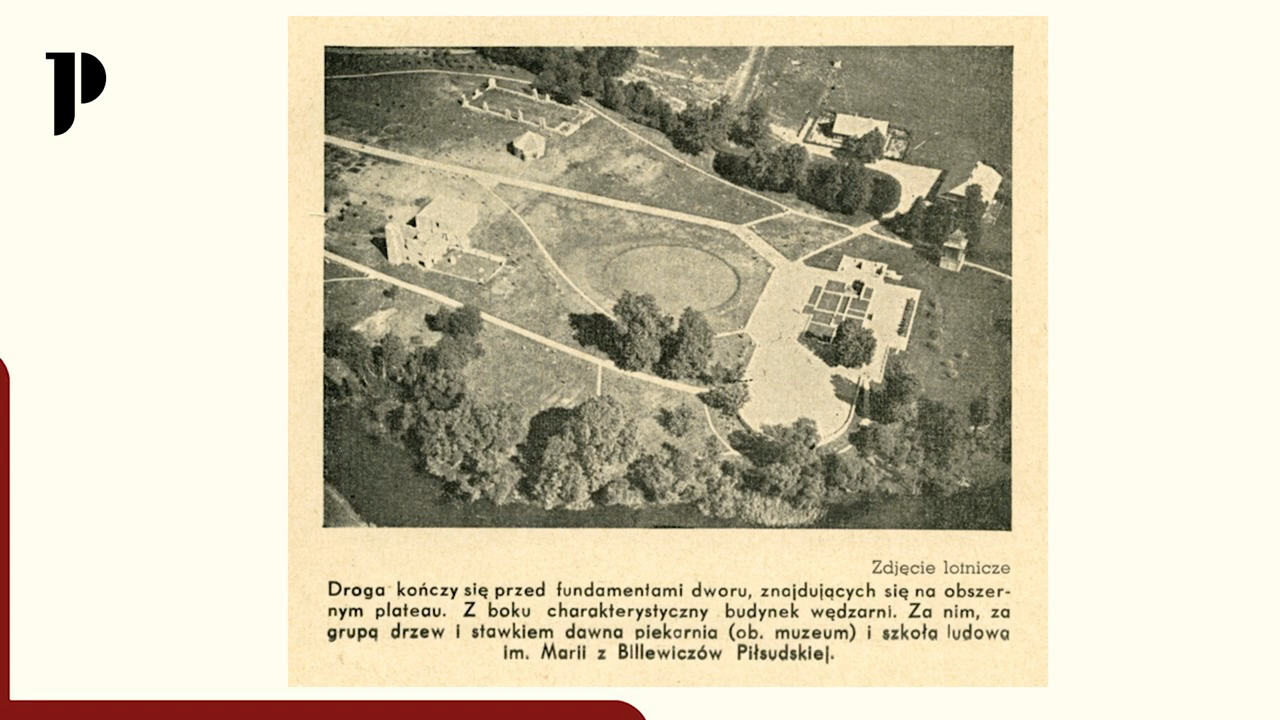 Zdjęcie lotnicze
Droga kończy się przed fundamentami dworu, znajdujących się na obszer-
nym plateau. Z boku charakterystyczny budynek wędzarni. Za nim, za
grupą drzew i stawkiem dawna piekarnia (ob. muzeum) i szkoła ludowa
im. Marii z Billewiczów Piłsudskiej.